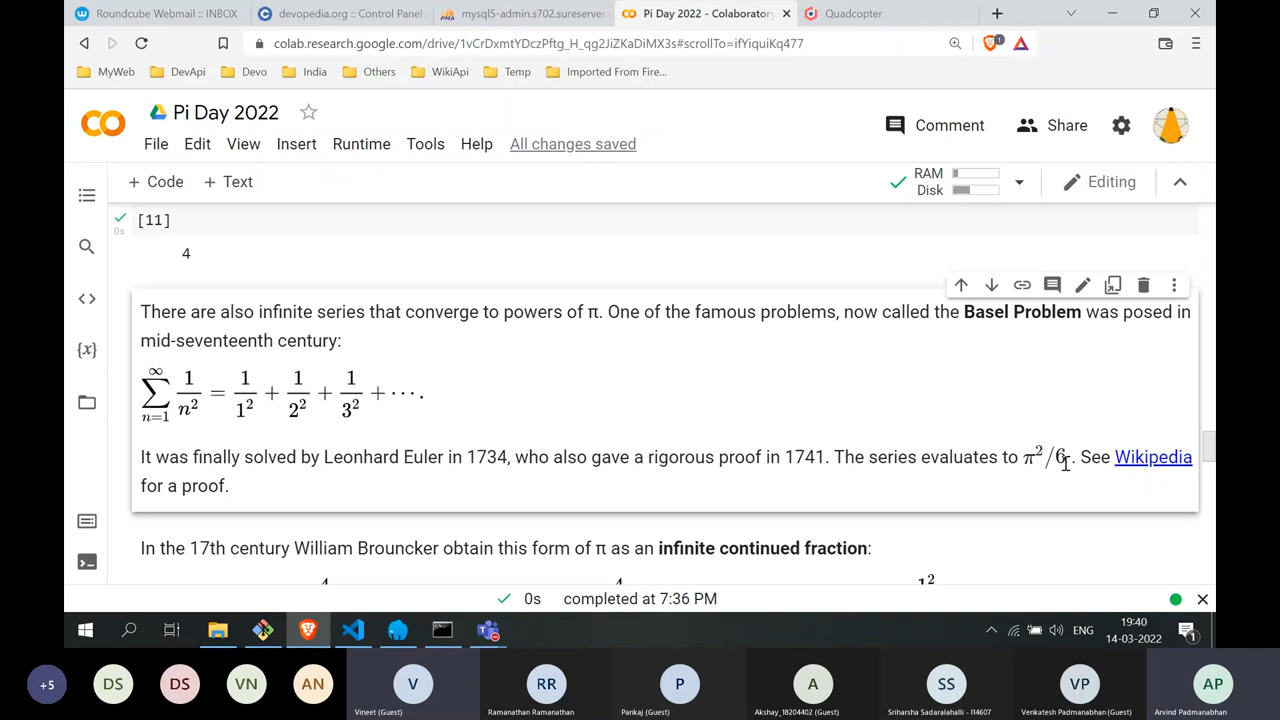 Roundcube Webmail :: INBOX
devopedia.org :: Control Panel
mysql5-admin.s702.sureserver.
Pi Day 2022 - Colaboratory
Quadcopter
colab.research.google.com/drive/1vCrDxmtYDczPftg_H_qg2JiZKaDiMX3s#scrollTo=ifYiquiKq477
1
MyWeb
DevApi
Devo
India
Others
WikiApi
Temp
Imported From Fire...
CO
Pi Day 2022
File Edit View Insert Runtime Tools Help All changes saved
Comment
Share
+ Code + Text
RAM
Disk
Editing
[11]
0s
4
There are also infinite series that converge to powers of π. One of the famous problems, now called the Basel Problem was posed in
mid-seventeenth century:
∑_{n=1}^{∞} 1/n² = 1/1² + 1/2² + 1/3² + ⋯.
It was finally solved by Leonhard Euler in 1734, who also gave a rigorous proof in 1741. The series evaluates to π²/6. See Wikipedia
for a proof.
In the 17th century William Brouncker obtain this form of π as an infinite continued fraction:
4 4 1²
0s completed at 7:36 PM
ENG
19:40
14-03-2022
1
+5
DS
DS
VN
AN
V
Vineet (Guest)
RR
Ramanathan Ramanathan
P
Pankaj (Guest)
A
Akshay_18204402 (Guest)
SS
Sriharsha Sadaralahalli - I14607
VP
Venkatesh Padmanabhan (Guest)
AP
Arvind Padmanabhan